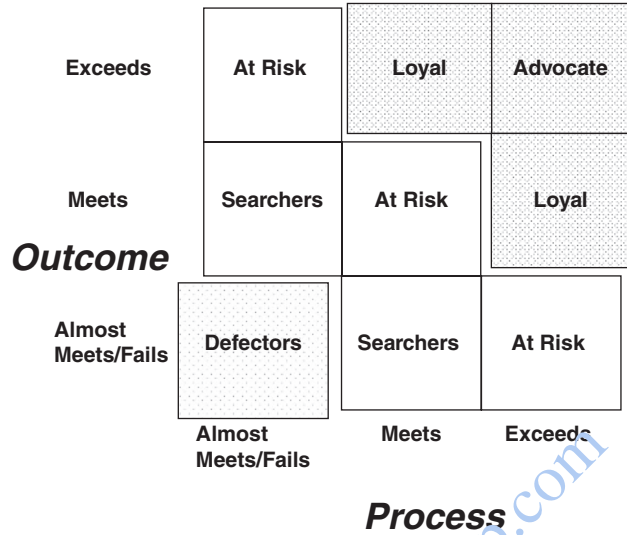 Exceeds At Risk Loyal Advocate
Meets Searchers At Risk Loyal
Outcome
Almost
Meets/Fails Defectors Searchers At Risk
Almost
Meets/Fails Meets Exceeds
Process
.com